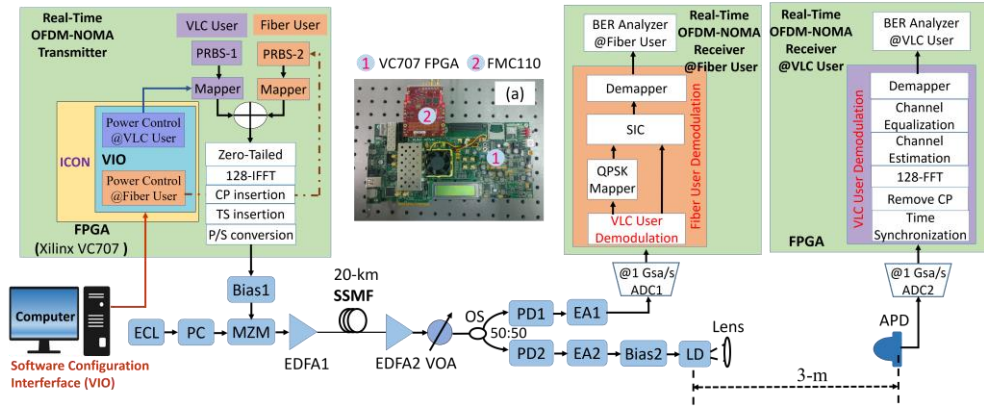 Real-Time
OFDM-NOMA
Transmitter
VLC User
Fiber User
PRBS-1
PRBS-2
Mapper
Mapper
ICON
Power Control
@VLC User
VIO
Power Control
@Fiber User
FPGA
(Xilinx VC707)
Zero-Tailed
128-IFFT
CP insertion
TS insertion
P/S conversion
Computer
Software Configuration
Interferface (VIO)
Bias1
ECL
PC
MZM
EDFA1
20-km
SSMF
EDFA2
VOA
OS
50:50
PD1
EA1
PD2
EA2
Bias2
LD
Lens
3-m
APD
1 VC707 FPGA
2 FMC110
(a)
2
1
BER Analyzer
@Fiber User
Real-Time
OFDM-NOMA
Receiver
@Fiber User
Demapper
SIC
QPSK
Mapper
VLC User
Demodulation
Fiber User Demodulation
@1 Gsa/s
ADC1
Real-Time
OFDM-NOMA
Receiver
@VLC User
BER Analyzer
@VLC User
VLC User Demodulation
Demapper
Channel
Equalization
Channel
Estimation
128-FFT
Remove CP
Time
Synchronization
FPGA
@1 Gsa/s
ADC2